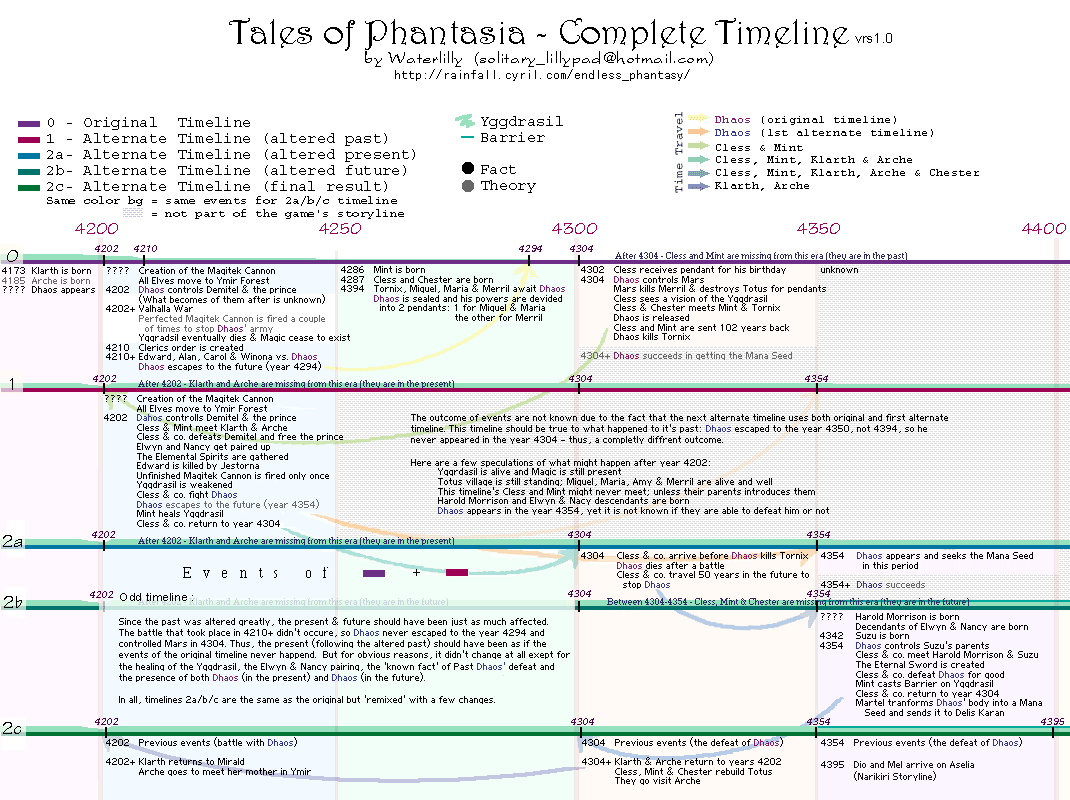 Tales of Phantasia - Complete Timeline vrs1.0
by Waterlilly (solitary_lillypad@hotmail.com)
http://rainfall.cyril.com/endless_phantasy/
0 - Original Timeline
1 - Alternate Timeline (altered past)
2a - Alternate Timeline (altered present)
2b- Alternate Timeline (altered future)
2c- Alternate Timeline (final result)
Same color bg = same events for 2a/b/c timeline
= not part of the game's storyline
Yggdrasil
Barrier
Fact
Theory
Time Travel
Dhaos (original timeline)
Dhaos (1st alternate timeline)
Cless & Mint
Cless, Mint, Klarth & Arche
Cless, Mint, Klarth, Arche & Chester
Klarth, Arche
4200 4250 4300 4350 4400
0
4202 4210 4294 4304
After 4304 - Cless and Mint are missing from this era (they are in the past)
4173 Klarth is born
4185 Arche is born
???? Dhaos appears
???? Creation of the Magitek Cannon
All Elves move to Ymir Forest
4202 Dhaos controls Demitel & the prince
(What becomes of them after is unknown)
4202+ Valhalla War
Perfected Magitek Cannon is fired a couple
of times to stop Dhaos' army
Yggdrasil eventually dies & Magic cease to exist
4210 Clerics order is created
4210+ Edward, Alan, Carol & Winona vs. Dhaos
Dhaos escapes to the future (year 4294)
4286 Mint is born
4287 Cless and Chester are born
4394 Tornix, Miquel, Maria & Merril await Dhaos
Dhaos is sealed and his powers are devided
into 2 pendants: 1 for Miguel & Maria
the other for Merril
4302 Cless receives pendant for his birthday
4304 Dhaos controls Mars
Mars kills Merril & destroys Totus for pendants
Cless sees a vision of the Yggdrasil
Cless & Chester meets Mint & Tornix
Dhaos is released
Cless and Mint are sent 102 years back
Dhaos kills Tornix
4304+ Dhaos succeeds in getting the Mana Seed
unknown
1
4202 4304 4354
After 4202 - Klarth and Arche are missing from this era (they are in the present)
???? Creation of the Magitek Cannon
All Elves move to Ymir Forest
4202 Dahos controls Demitel & the prince
Cless & Mint meet Klarth & Arche
Cless & co. defeats Demitel and free the prince
Elwyn and Nancy get paired up
The Elemental Spirits are gathered
Edward is killed by Jestorna
Unfinished Magitek Cannon is fired only once
Yggdrasil is weakened
Cless & co. fight Dhaos
Dhaos escapes to the future (year 4354)
Mint heals Yggdrasil
Cless & co. return to year 4304
The outcome of events are not known due to the fact that the next alternate timeline uses both original and first alternate
timeline. This timeline should be true to what happened to it's past: Dhaos escaped to the year 4350, not 4394, so he
never appeared in the year 4304 - thus, a completly diffrent outcome.
Here are a few speculations of what might happen after year 4202:
Yggdrasil is alive and Magic is still present
Totus village is still standing; Miguel, Maria, Amy & Merril are alive and well
This timeline's Cless and Mint might never meet; unless their parents introduces them
Harold Morrison and Elwyn & Nacy descendants are born
Dhaos appears in the year 4354, yet it is not known if they are able to defeat him or not
2a
4202 4304 4354
After 4202 - Klarth and Arche are missing from this era (they are in the present)
Events of +
4304 Cless & co. arrive before Dhaos kills Tornix
Dhaos dies after a battle
Cless & co. travel 50 years in the future to
stop Dhaos
4354 Dhaos appears and seeks the Mana Seed
in this period
4354+ Dhaos succeeds
2b
4202 Odd timeline: 4304 4354
After 4202 - Klarth and Arche are missing from this era (they are in the future)
Between 4304-4354 - Cless, Mint & Chester are missing from this era (they are in the future)
Since the past was altered greatly, the present & future should have been just as much affected.
The battle that took place in 4210+ didn't occure, so Dhaos never escaped to the year 4294 and
controlled Mars in 4304. Thus, the present (following the altered past) should have been as if the
events of the original timeline never happened. But for obvious reasons, it didn't change at all exept for
the healing of the Yggdrasil, the Elwyn & Nancy pairing, the 'known fact' of Past Dhaos' defeat and
the presence of both Dhaos (in the present) and Dhaos (in the future).
In all, timelines 2a/b/c are the same as the original but 'remixed' with a few changes.
???? Harold Morrison is born
Decendants of Elwyn & Nancy are born
4342 Suzu is born
4354 Dhaos controls Suzu's parents
Cless & co. meet Harold Morrison & Suzu
The Eternal Sword is created
Cless & co. defeat Dhaos for good
Mint casts Barrier on Yggdrasil
Cless & co. return to year 4304
Martel tranforms Dhaos' body into a Mana
Seed and sends it to Delis Karan
2c
4202 4304 4354 4395
4202 Previous events (battle with Dhaos)
4202+ Klarth returns to Mirald
Arche goes to meet her mother in Ymir
4304 Previous events (the defeat of Dhaos)
4304+ Klarth & Arche return to years 4202
Cless, Mint & Chester rebuild Totus
They go visit Arche
4354 Previous events (the defeat of Dhaos)
4395 Dio and Mel arrive on Aselia
(Narikiri Storyline)